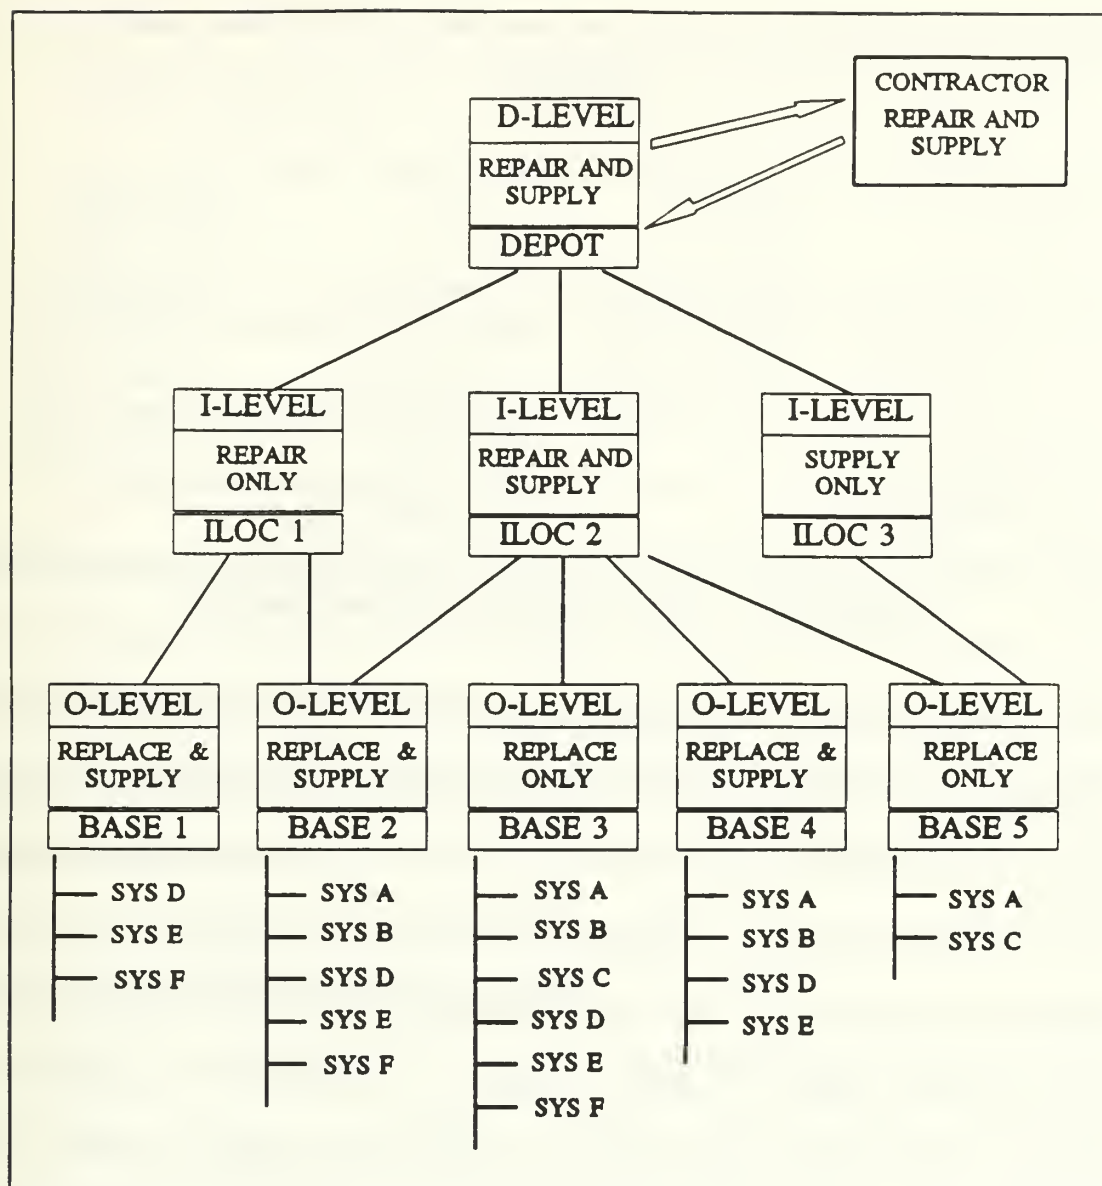 CONTRACTOR
REPAIR AND
SUPPLY
D-LEVEL
REPAIR AND
SUPPLY
DEPOT
I-LEVEL
REPAIR
ONLY
ILOC 1
I-LEVEL
REPAIR AND
SUPPLY
ILOC 2
I-LEVEL
SUPPLY
ONLY
ILOC 3
O-LEVEL
REPLACE &
SUPPLY
BASE 1
SYS D
SYS E
SYS F
O-LEVEL
REPLACE &
SUPPLY
BASE 2
SYS A
SYS B
SYS D
SYS E
SYS F
O-LEVEL
REPLACE
ONLY
BASE 3
SYS A
SYS B
SYS C
SYS D
SYS E
SYS F
O-LEVEL
REPLACE &
SUPPLY
BASE 4
SYS A
SYS B
SYS D
SYS E
O-LEVEL
REPLACE
ONLY
BASE 5
SYS A
SYS C